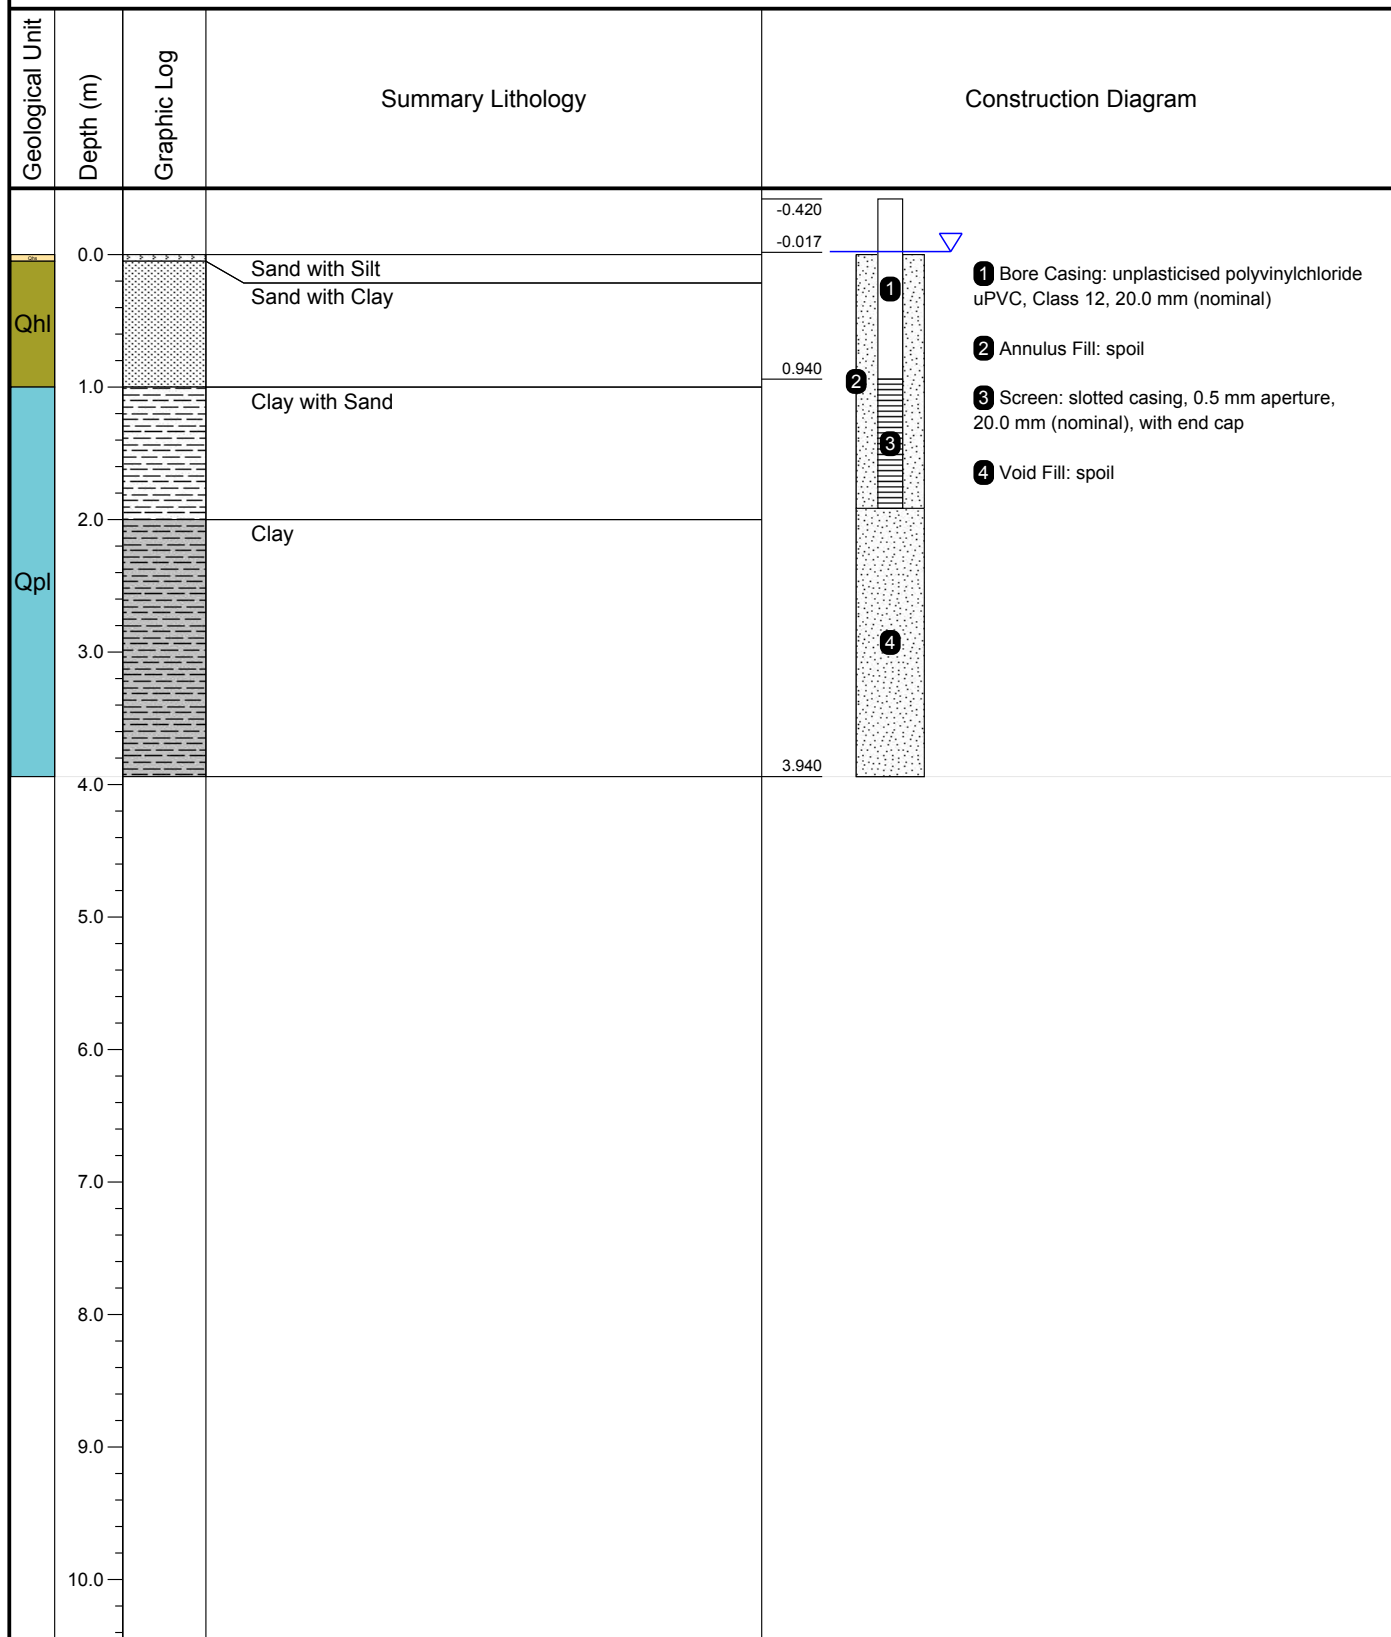 Geological Unit
Depth (m)
Graphic Log
Summary Lithology
Construction Diagram
-0.420
-0.017
0.0
Sand with Silt
Sand with Clay
Qhl
0.940
1.0
Clay with Sand
2.0
Clay
Qpl
3.0
3.940
4.0
5.0
6.0
7.0
8.0
9.0
10.0
1
2
3
4
1 Bore Casing: unplasticised polyvinylchloride
uPVC, Class 12, 20.0 mm (nominal)
2 Annulus Fill: spoil
3 Screen: slotted casing, 0.5 mm aperture,
20.0 mm (nominal), with end cap
4 Void Fill: spoil